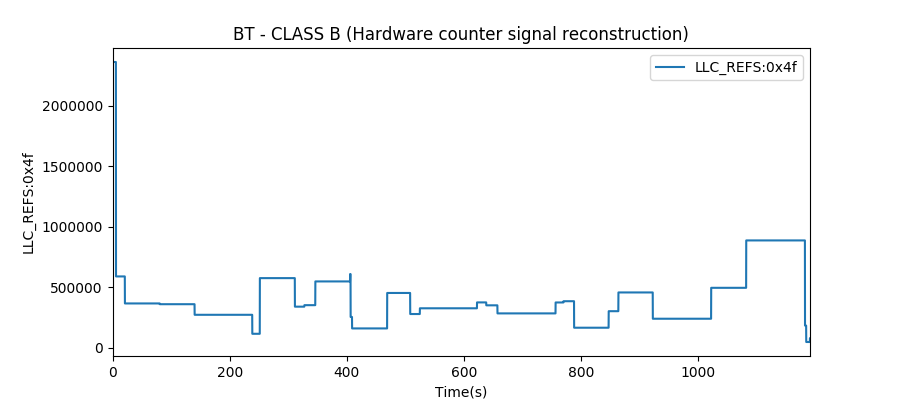 BT - CLASS B (Hardware counter signal reconstruction)
LLC_REFS:0x4f
2000000
1500000
1000000
500000
0
LLC_REFS:0x4f
0 200 400 600 800 1000
Time(s)